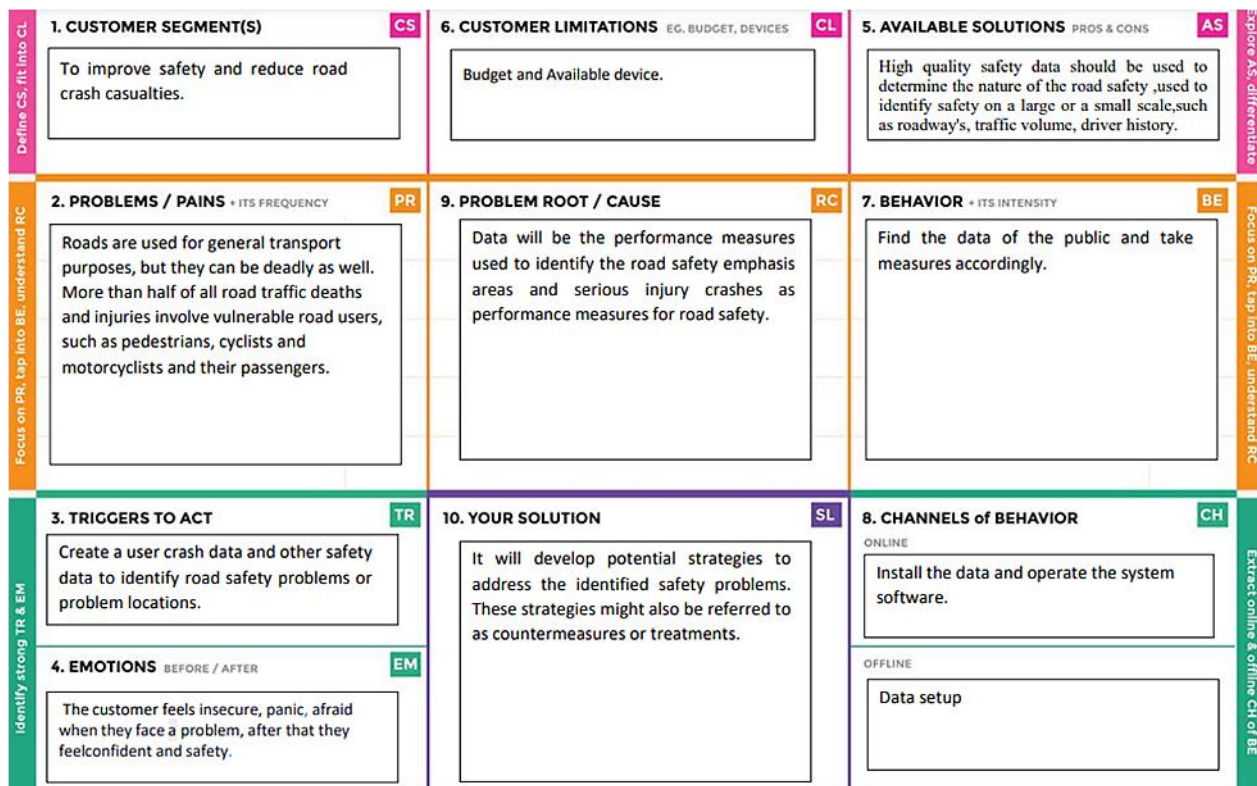 Define CS, fit into CL
1. CUSTOMER SEGMENT(S)
CS
To improve safety and reduce road
crash casualties.
6. CUSTOMER LIMITATIONS EG. BUDGET, DEVICES
CL
Budget and Available device.
5. AVAILABLE SOLUTIONS PROS & CONS
AS
High quality safety data should be used to
determine the nature of the road safety ,used to
identify safety on a large or a small scale,such
as roadway's, traffic volume, driver history.
Explore AS, differentiate
Focus on PR, tap into BE, understand RC
2. PROBLEMS / PAINS + ITS FREQUENCY
PR
Roads are used for general transport
purposes, but they can be deadly as well.
More than half of all road traffic deaths
and injuries involve vulnerable road users,
such as pedestrians, cyclists and
motorcyclists and their passengers.
9. PROBLEM ROOT / CAUSE
RC
Data will be the performance measures
used to identify the road safety emphasis
areas and serious injury crashes as
performance measures for road safety.
7. BEHAVIOR + ITS INTENSITY
BE
Find the data of the public and take
measures accordingly.
Focus on PR, tap into BE, understand RC
Identify strong TR & EM
3. TRIGGERS TO ACT
TR
Create a user crash data and other safety
data to identify road safety problems or
problem locations.
4. EMOTIONS BEFORE / AFTER
EM
The customer feels insecure, panic, afraid
when they face a problem, after that they
feelconfident and safety.
10. YOUR SOLUTION
SL
It will develop potential strategies to
address the identified safety problems.
These strategies might also be referred to
as countermeasures or treatments.
8. CHANNELS of BEHAVIOR
CH
ONLINE
Install the data and operate the system
software.
OFFLINE
Data setup
Extract online & offline CH of BE